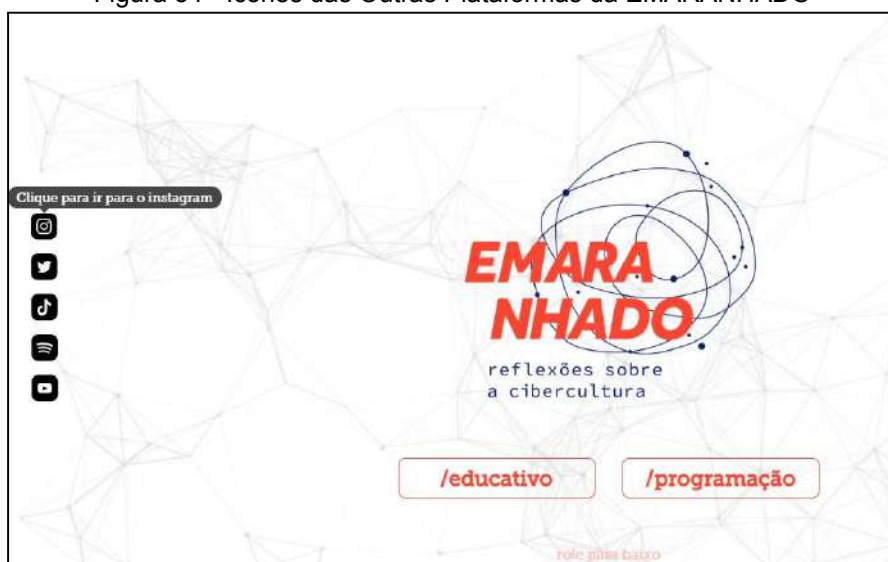 Clique para ir para o instagram
EMARA
NHADO
reflexões sobre
a cibercultura
/educativo
/programação
role para baixo